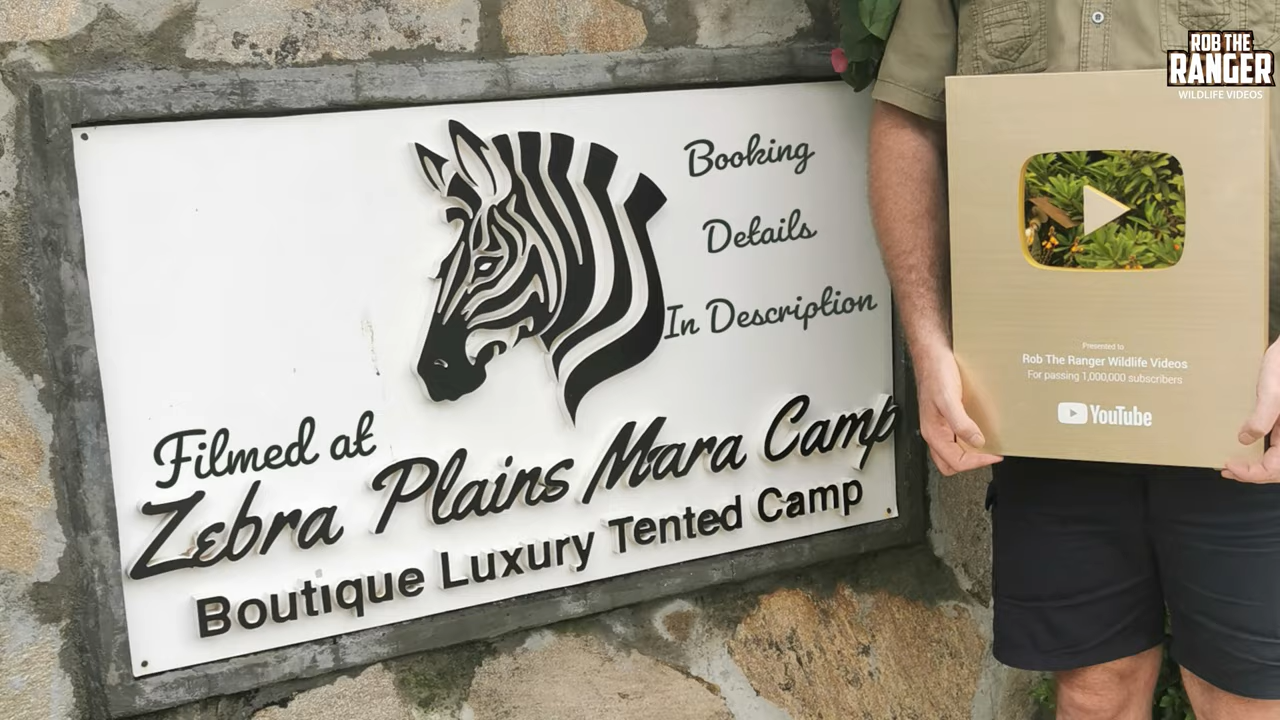 Booking
Details
In Description
Filmed at
Zebra Plains Mara Camp
Boutique Luxury Tented Camp
ROB THE
RANGER
WILDLIFE VIDEOS
Presented to
Rob The Ranger Wildlife Videos
For passing 1,000,000 subscribers
YouTube